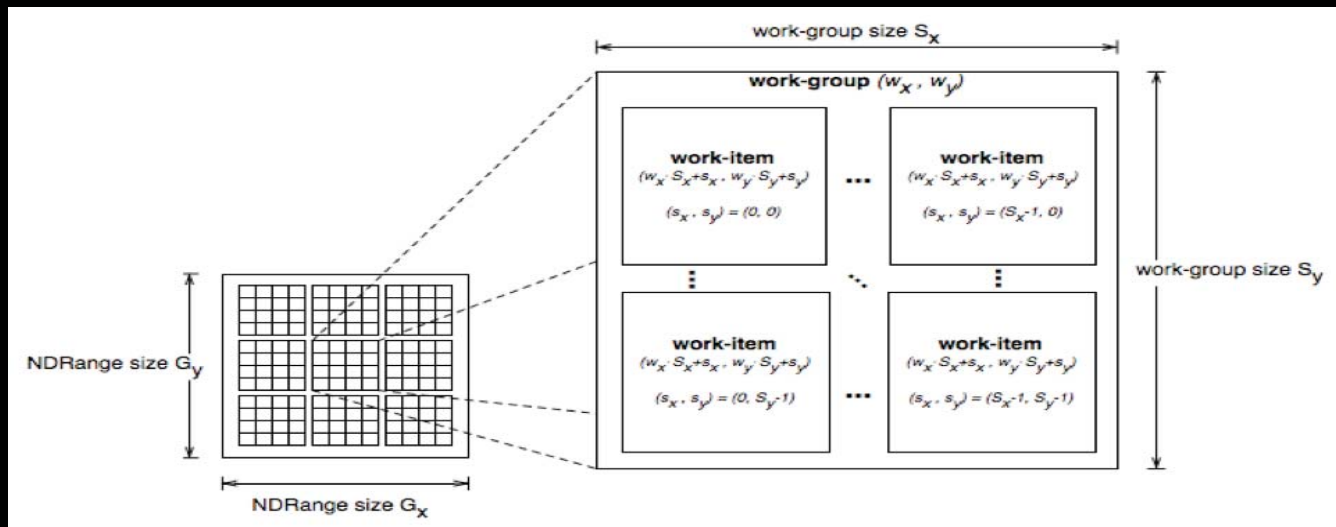 work-group size Sx
work-group (wx , wy)
work-item
(wx· Sx+sx , wy· Sy+sy)
(sx , sy) = (0, 0)
...
work-item
(wx· Sx+sx , wy· Sy+sy)
(sx , sy) = (Sx-1, 0)
work-group size Sy
work-item
(wx· Sx+sx , wy· Sy+sy)
(sx , sy) = (0, Sy-1)
...
work-item
(wx· Sx+sx , wy· Sy+sy)
(sx , sy) = (Sx-1, Sy-1)
NDRange size Gy
NDRange size Gx